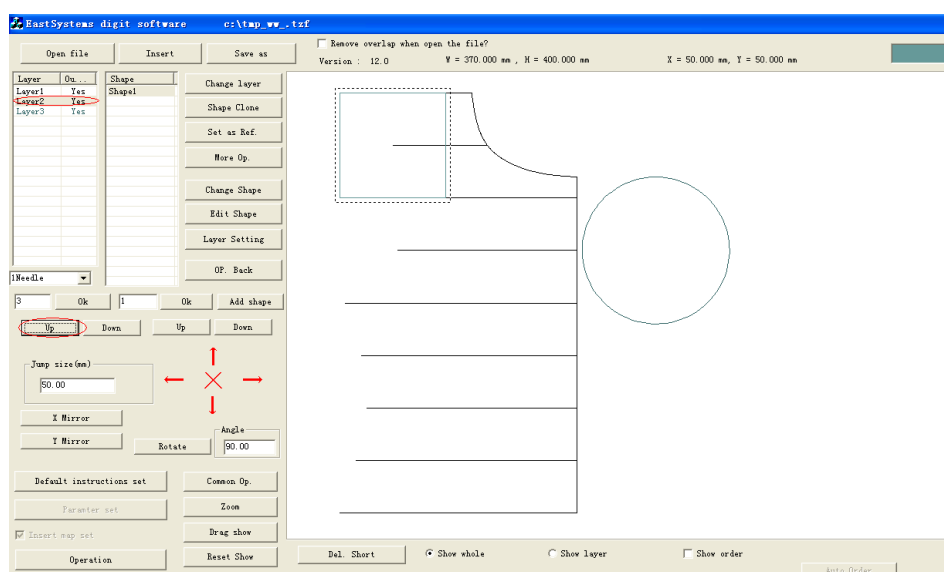 EastSystems digit software c:\tmp_ww_.tzf
Open file Insert Save as
Remove overlap when open the file?
Version : 12.0 W = 370.000 mm , H = 400.000 mm X = 50.000 mm, Y = 50.000 mm
Layer Ou... Shape
Layer1 Yes Shape1
Layer2 Yes
Layer3 Yes
Change layer
Shape Clone
Set as Ref.
More Op.
Change Shape
Edit Shape
Layer Setting
OP. Back
1Needle
3 Ok 1 Ok Add shape
Up Down Up Down
Jump size(mm)
50.00
X Mirror
Y Mirror
Rotate
Angle
90.00
Default instructions set Common Op.
Paramter set Zoom
Insert map set Drag show
Operation Reset Show
Del. Short Show whole Show layer Show order
Auto Order